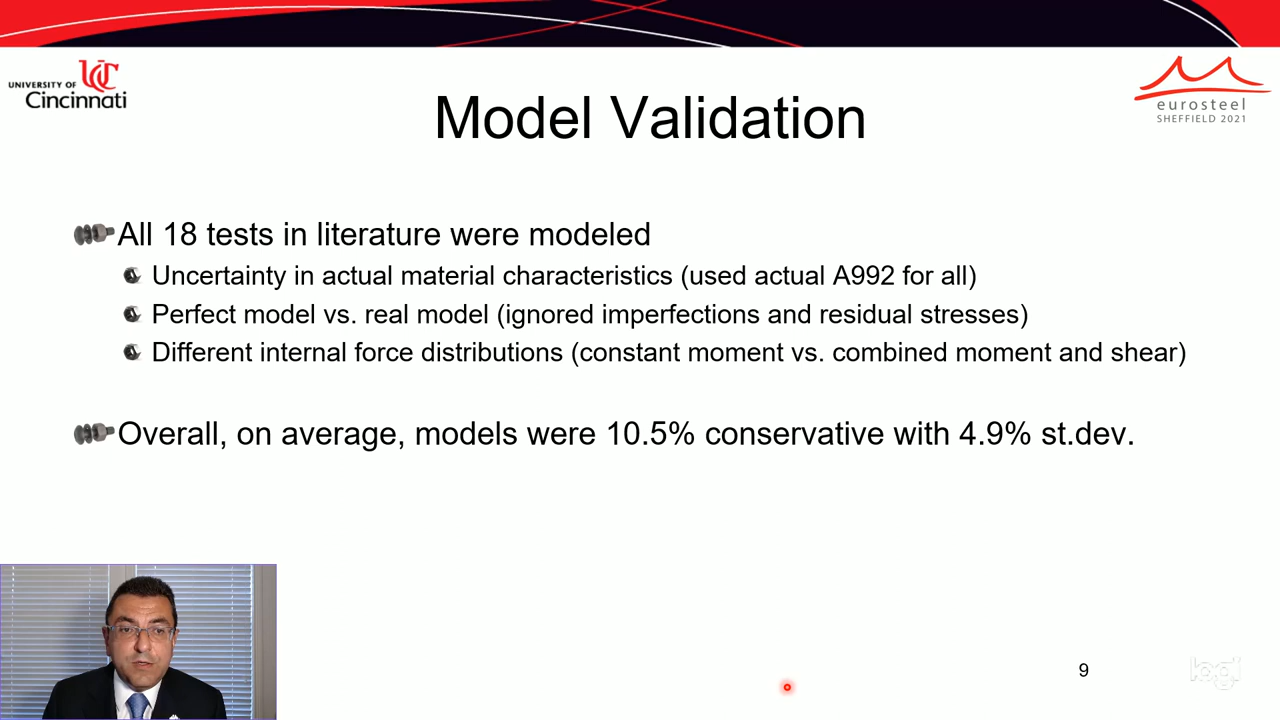 UNIVERSITY OF
Cincinnati
eurosteel
SHEFFIELD 2021
Model Validation
All 18 tests in literature were modeled
Uncertainty in actual material characteristics (used actual A992 for all)
Perfect model vs. real model (ignored imperfections and residual stresses)
Different internal force distributions (constant moment vs. combined moment and shear)
Overall, on average, models were 10.5% conservative with 4.9% st.dev.
9